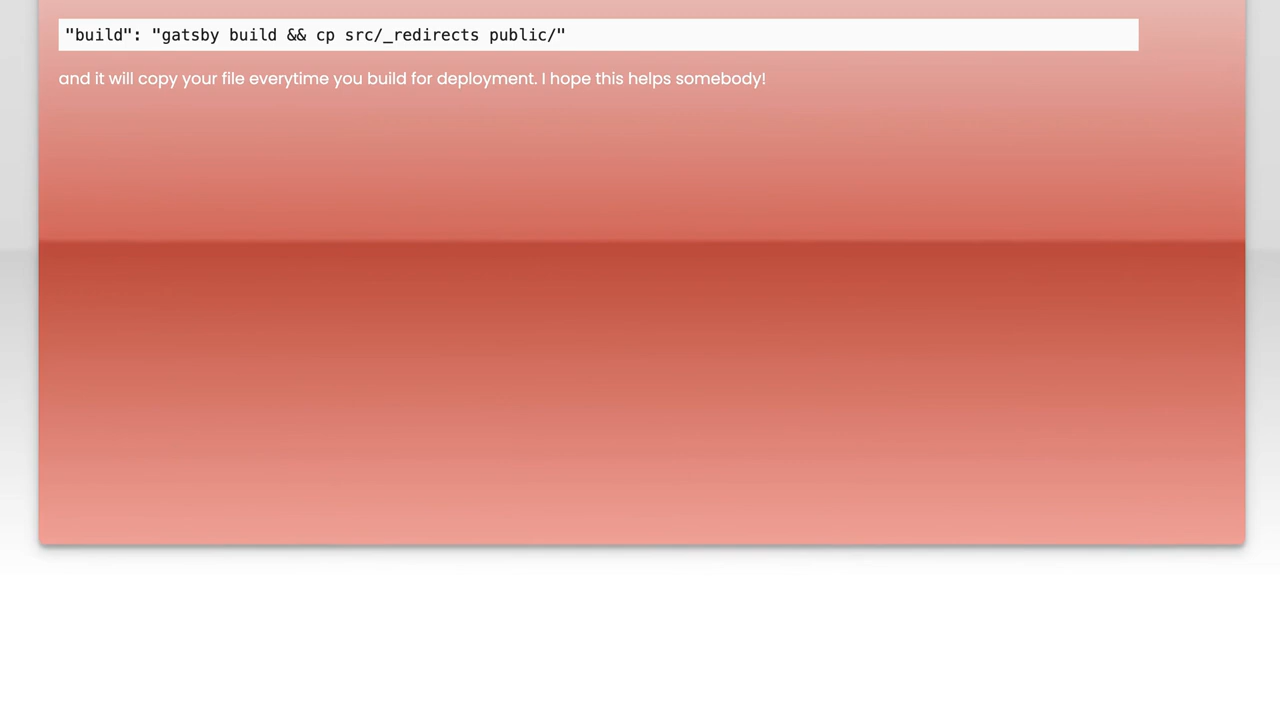 "build": "gatsby build && cp src/_redirects public/"
and it will copy your file everytime you build for deployment. I hope this helps somebody!